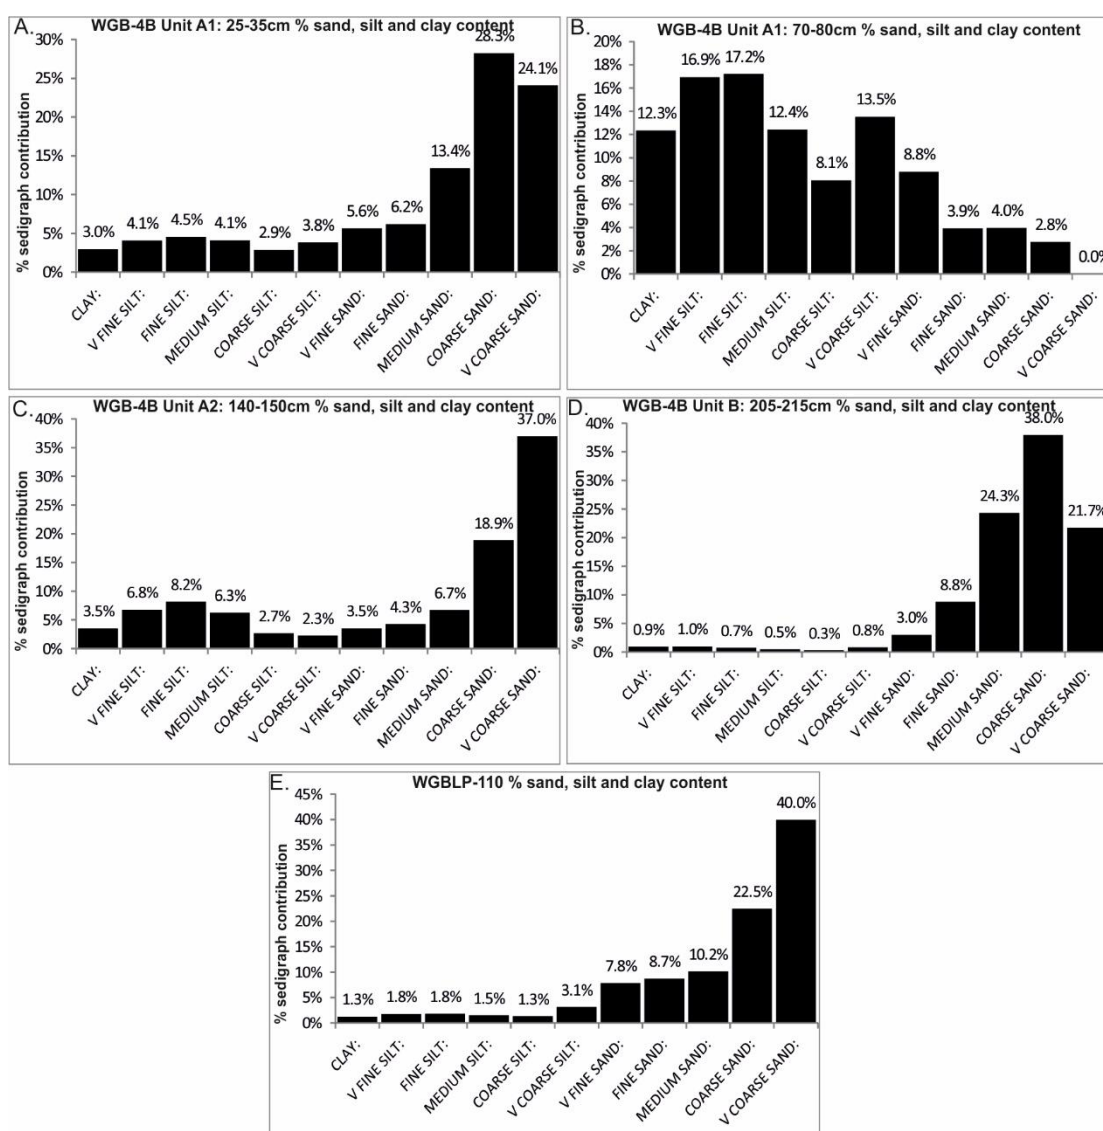 A.
WGB-4B Unit A1: 25-35cm % sand, silt and clay content
% sedigraph contribution
30%
25%
20%
15%
10%
5%
0%
3.0%
4.1%
4.5%
4.1%
2.9%
3.8%
5.6%
6.2%
13.4%
28.3%
24.1%
CLAY:
V FINE SILT:
FINE SILT:
MEDIUM SILT:
COARSE SILT:
V COARSE SILT:
V FINE SAND:
FINE SAND:
MEDIUM SAND:
COARSE SAND:
V COARSE SAND:
B.
WGB-4B Unit A1: 70-80cm % sand, silt and clay content
% sedigraph contribution
20%
18%
16%
14%
12%
10%
8%
6%
4%
2%
0%
12.3%
16.9%
17.2%
12.4%
8.1%
13.5%
8.8%
3.9%
4.0%
2.8%
0.0%
CLAY:
V FINE SILT:
FINE SILT:
MEDIUM SILT:
COARSE SILT:
V COARSE SILT:
V FINE SAND:
FINE SAND:
MEDIUM SAND:
COARSE SAND:
V COARSE SAND:
C.
WGB-4B Unit A2: 140-150cm % sand, silt and clay content
% sedigraph contribution
40%
35%
30%
25%
20%
15%
10%
5%
0%
3.5%
6.8%
8.2%
6.3%
2.7%
2.3%
3.5%
4.3%
6.7%
18.9%
37.0%
CLAY:
V FINE SILT:
FINE SILT:
MEDIUM SILT:
COARSE SILT:
V COARSE SILT:
V FINE SAND:
FINE SAND:
MEDIUM SAND:
COARSE SAND:
V COARSE SAND:
D.
WGB-4B Unit B: 205-215cm % sand, silt and clay content
% sedigraph contribution
40%
35%
30%
25%
20%
15%
10%
5%
0%
0.9%
1.0%
0.7%
0.5%
0.3%
0.8%
3.0%
8.8%
24.3%
38.0%
21.7%
CLAY:
V FINE SILT:
FINE SILT:
MEDIUM SILT:
COARSE SILT:
V COARSE SILT:
V FINE SAND:
FINE SAND:
MEDIUM SAND:
COARSE SAND:
V COARSE SAND:
E.
WGBLP-110 % sand, silt and clay content
% sedigraph contribution
45%
40%
35%
30%
25%
20%
15%
10%
5%
0%
1.3%
1.8%
1.8%
1.5%
1.3%
3.1%
7.8%
8.7%
10.2%
22.5%
40.0%
CLAY:
V FINE SILT:
FINE SILT:
MEDIUM SILT:
COARSE SILT:
V COARSE SILT:
V FINE SAND:
FINE SAND:
MEDIUM SAND:
COARSE SAND:
V COARSE SAND: